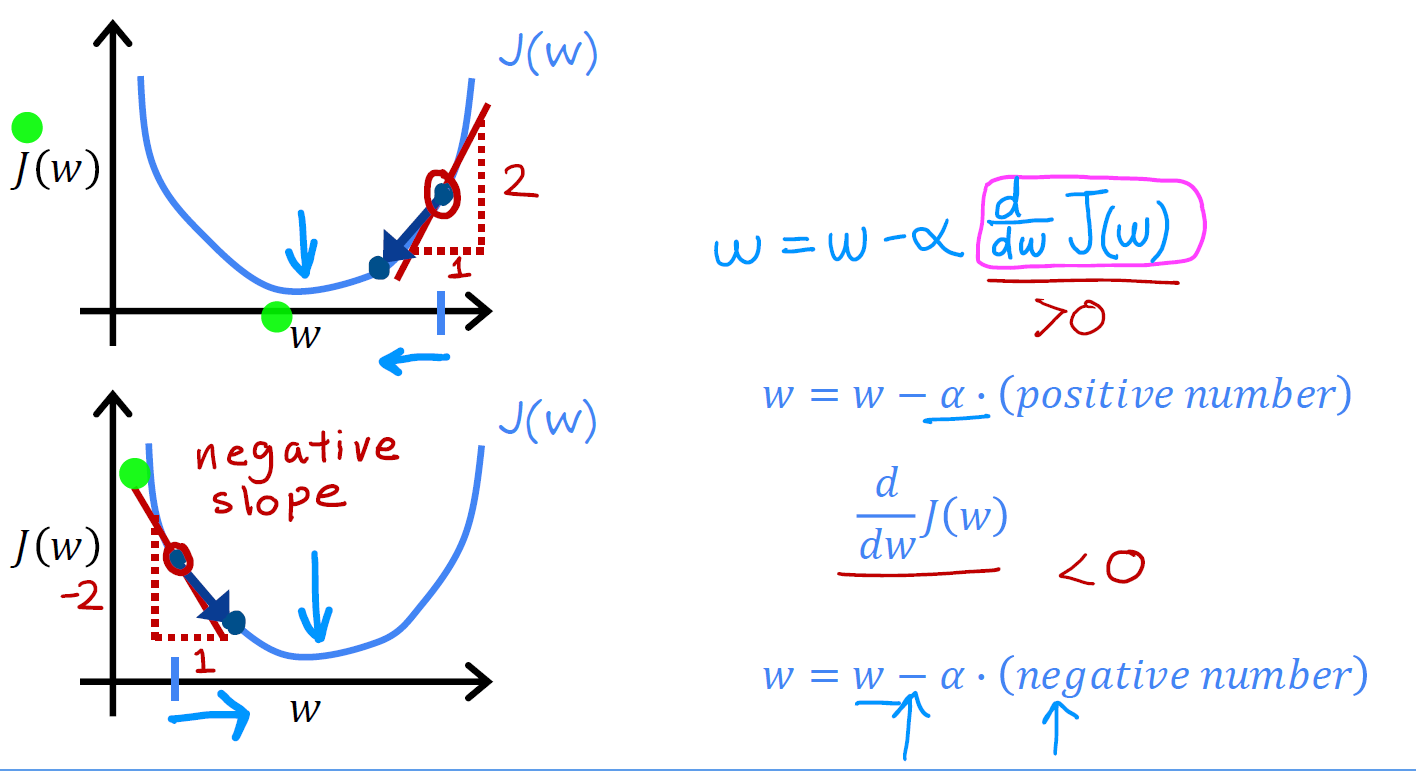 J(w)
J(w)
2
1
w
w = w - α d/dw J(w)
>0
w = w − α · (positive number)
J(w)
negative
slope
J(w)
-2
1
w
d/dw J(w)
<0
w = w − α · (negative number)